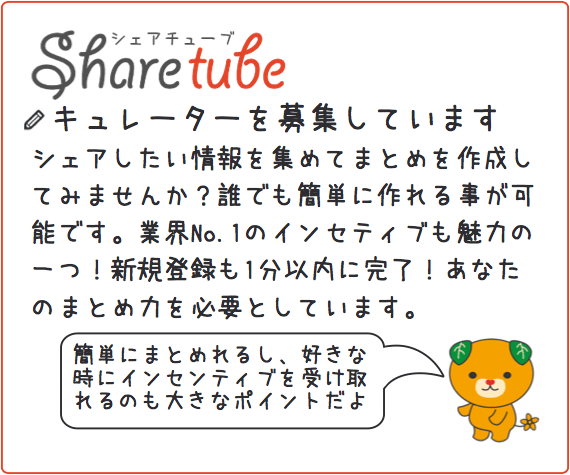 シェアチューブ
Sharetube
キュレーターを募集しています
シェアしたい情報を集めてまとめを作成し
てみませんか？誰でも簡単に作れる事が可
能です。業界No.1のインセティブも魅力の
一つ！新規登録も1分以内に完了！あなた
のまとめ力を必要としています。
簡単にまとめれるし、好きな
時にインセンティブを受け取
れるのも大きなポイントだよ